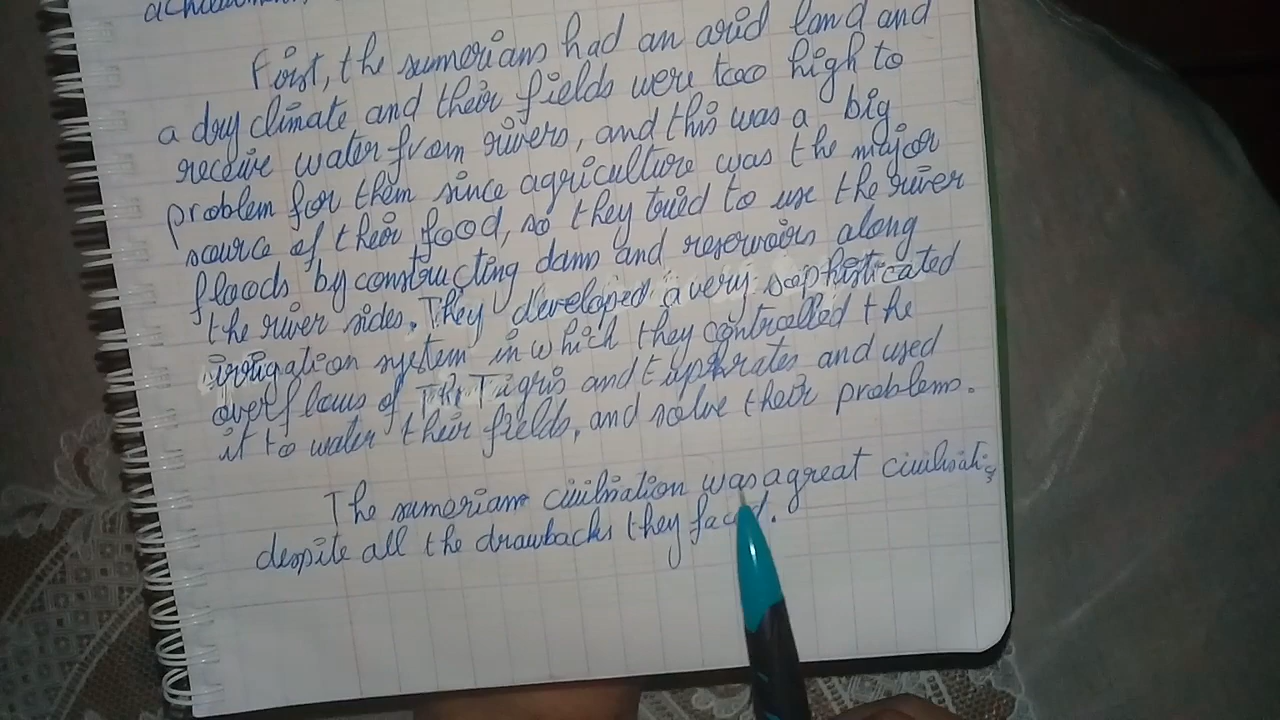 First, the sumerians had an arid land and
a dry climate and their fields were too high to
receive water from rivers, and this was a big
problem for them since agriculture was the major
source of their food, so they tried to use the river
floods by constructing dams and reservoirs along
the river sides. They developed a very sophisticated
irrigation system in which they controlled the
overflows of The Tigris and Euphrates and used
it to water their fields, and solve their problems.
The sumerian civilisation was a great civilisation
despite all the drawbacks they faced.